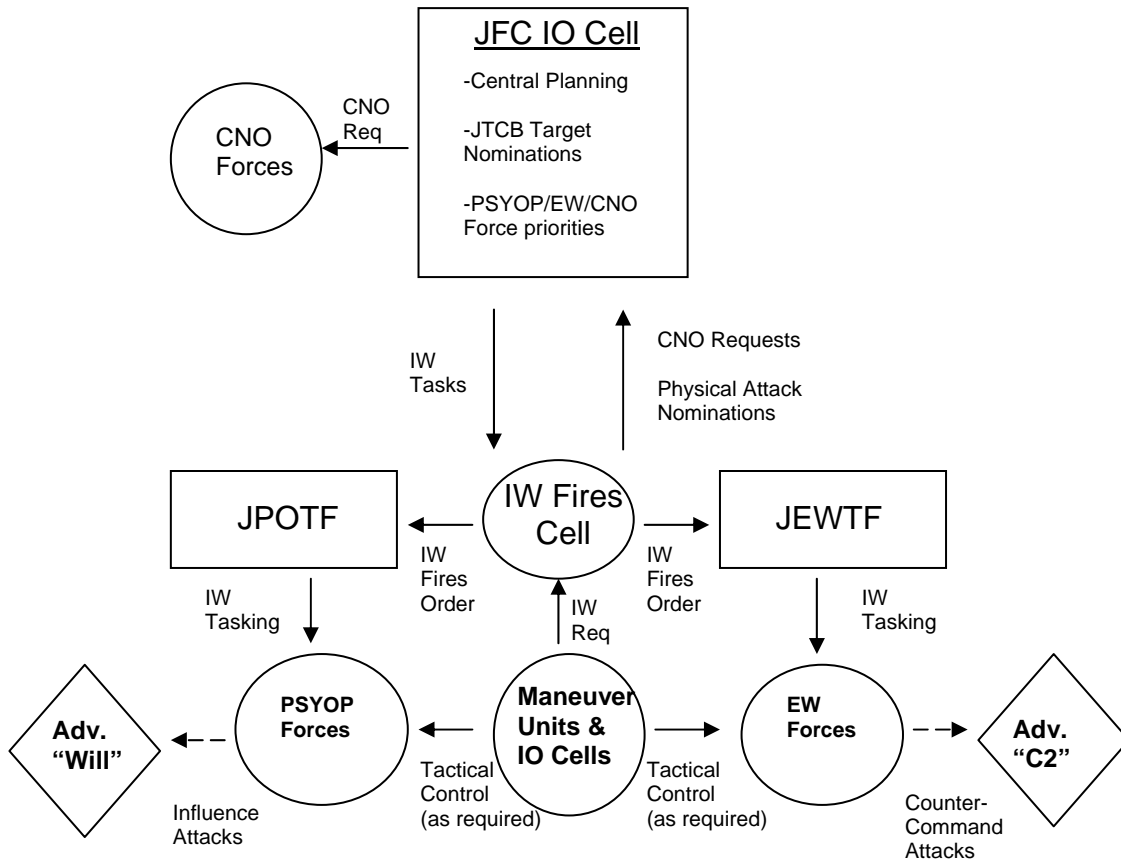 JFC IO Cell
-Central Planning
-JTCB Target
Nominations
-PSYOP/EW/CNO
Force priorities
CNO
Req
CNO
Forces
IW
Tasks
CNO Requests
Physical Attack
Nominations
JPOTF
IW Fires
Cell
JEWTF
IW
Fires
Order
IW
Fires
Order
IW
Tasking
IW
Req
IW
Tasking
Adv.
“Will”
PSYOP
Forces
Maneuver
Units &
IO Cells
EW
Forces
Adv.
“C2”
Influence
Attacks
Tactical
Control
(as required)
Tactical
Control
(as required)
Counter-
Command
Attacks